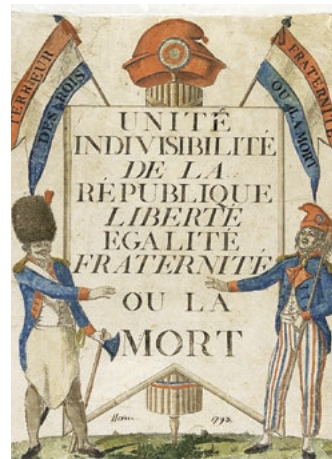 TERREUR
DES ROIS
FRATERNITÉ
OU LA MORT
UNITÉ
INDIVISIBILITÉ
DE LA
RÉPUBLIQUE
LIBERTÉ
EGALITÉ
FRATERNITÉ
OU LA
MORT